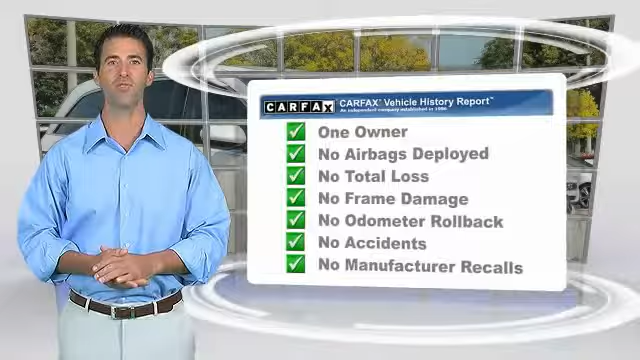 CARFAX CARFAX Vehicle History Report™
An independent company established in 1986
One Owner
No Airbags Deployed
No Total Loss
No Frame Damage
No Odometer Rollback
No Accidents
No Manufacturer Recalls